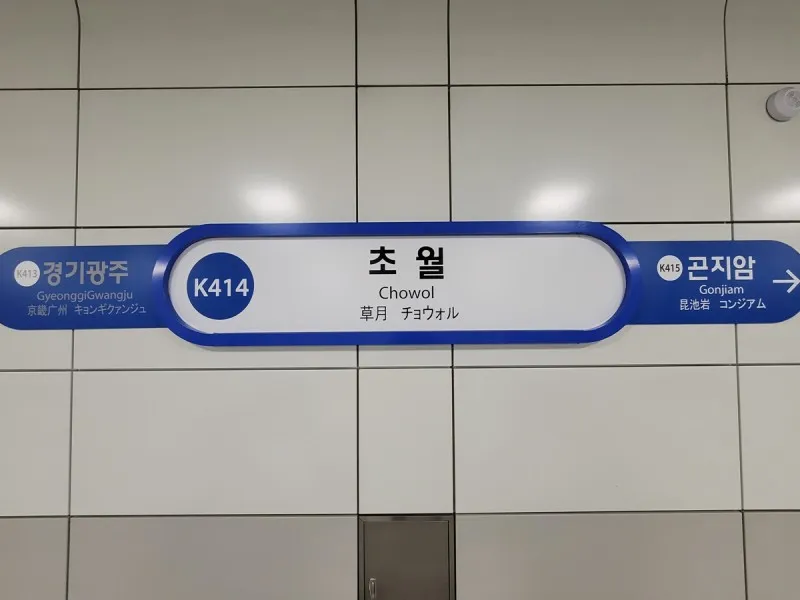 K413 경기광주
GyeonggiGwangju
京畿广州 キョンギクァンジュ
K414
초월
Chowol
草月 チョウォル
K415 곤지암
Gonjiam
昆池岩 コンジアム